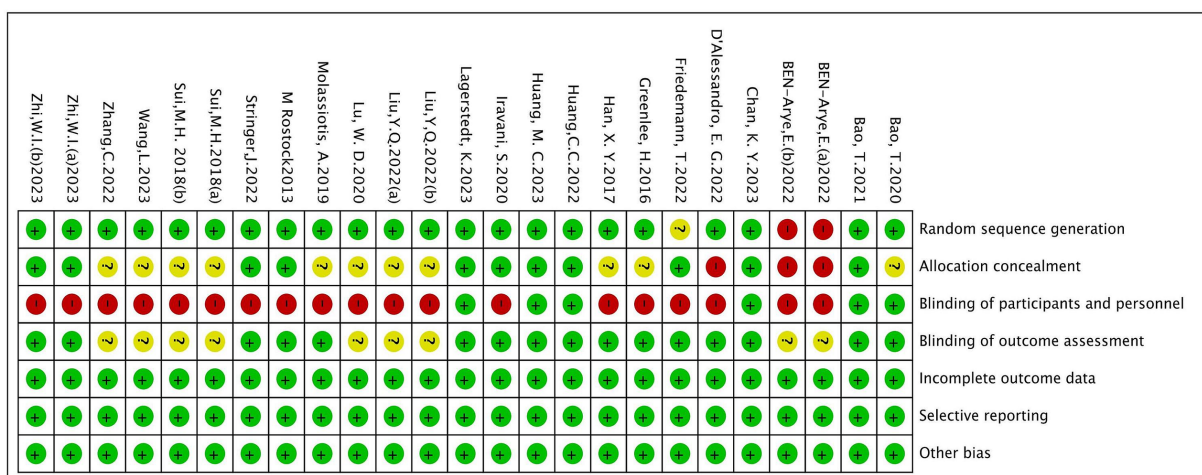 Zhi,W.I.(b)2023
Zhi,W.I.(a)2023
Zhang,C.2022
Wang,L.2023
Sui,M.H. 2018(b)
Sui,M.H.2018(a)
Stringer,J.2022
M Rostock2013
Molassiotis, A.2019
Lu, W. D.2020
Liu,Y.Q.2022(a)
Liu,Y,Q.2022(b)
Lagerstedt, K.2023
Iravani, S.2020
Huang, M. C.2023
Huang,C.C.2022
Han, X. Y.2017
Greenlee, H.2016
Friedemann, T.2022
D'Alessandro, E. G.2022
Chan, K. Y.2023
BEN-Arye,E.(b)2022
BEN-Arye,E.(a)2022
Bao, T.2021
Bao, T.2020
+ + + + + + + + + + + + + + + + + + ? + + - - + + Random sequence generation
+ + ? ? ? ? + + ? ? ? ? + + + + ? ? + - + - - + ? Allocation concealment
- - - - - - - - - - - - + - + + - - - - + - - + + Blinding of participants and personnel
+ + ? ? ? ? + + + ? ? ? + + + + + + + + + ? ? + + Blinding of outcome assessment
+ + + + + + + + + + + + + + + + + + + + + + + + + Incomplete outcome data
+ + + + + + + + + + + + + + + + + + + + + + + + + Selective reporting
+ + + + + + + + + + + + + + + + + + + + + + + + + Other bias